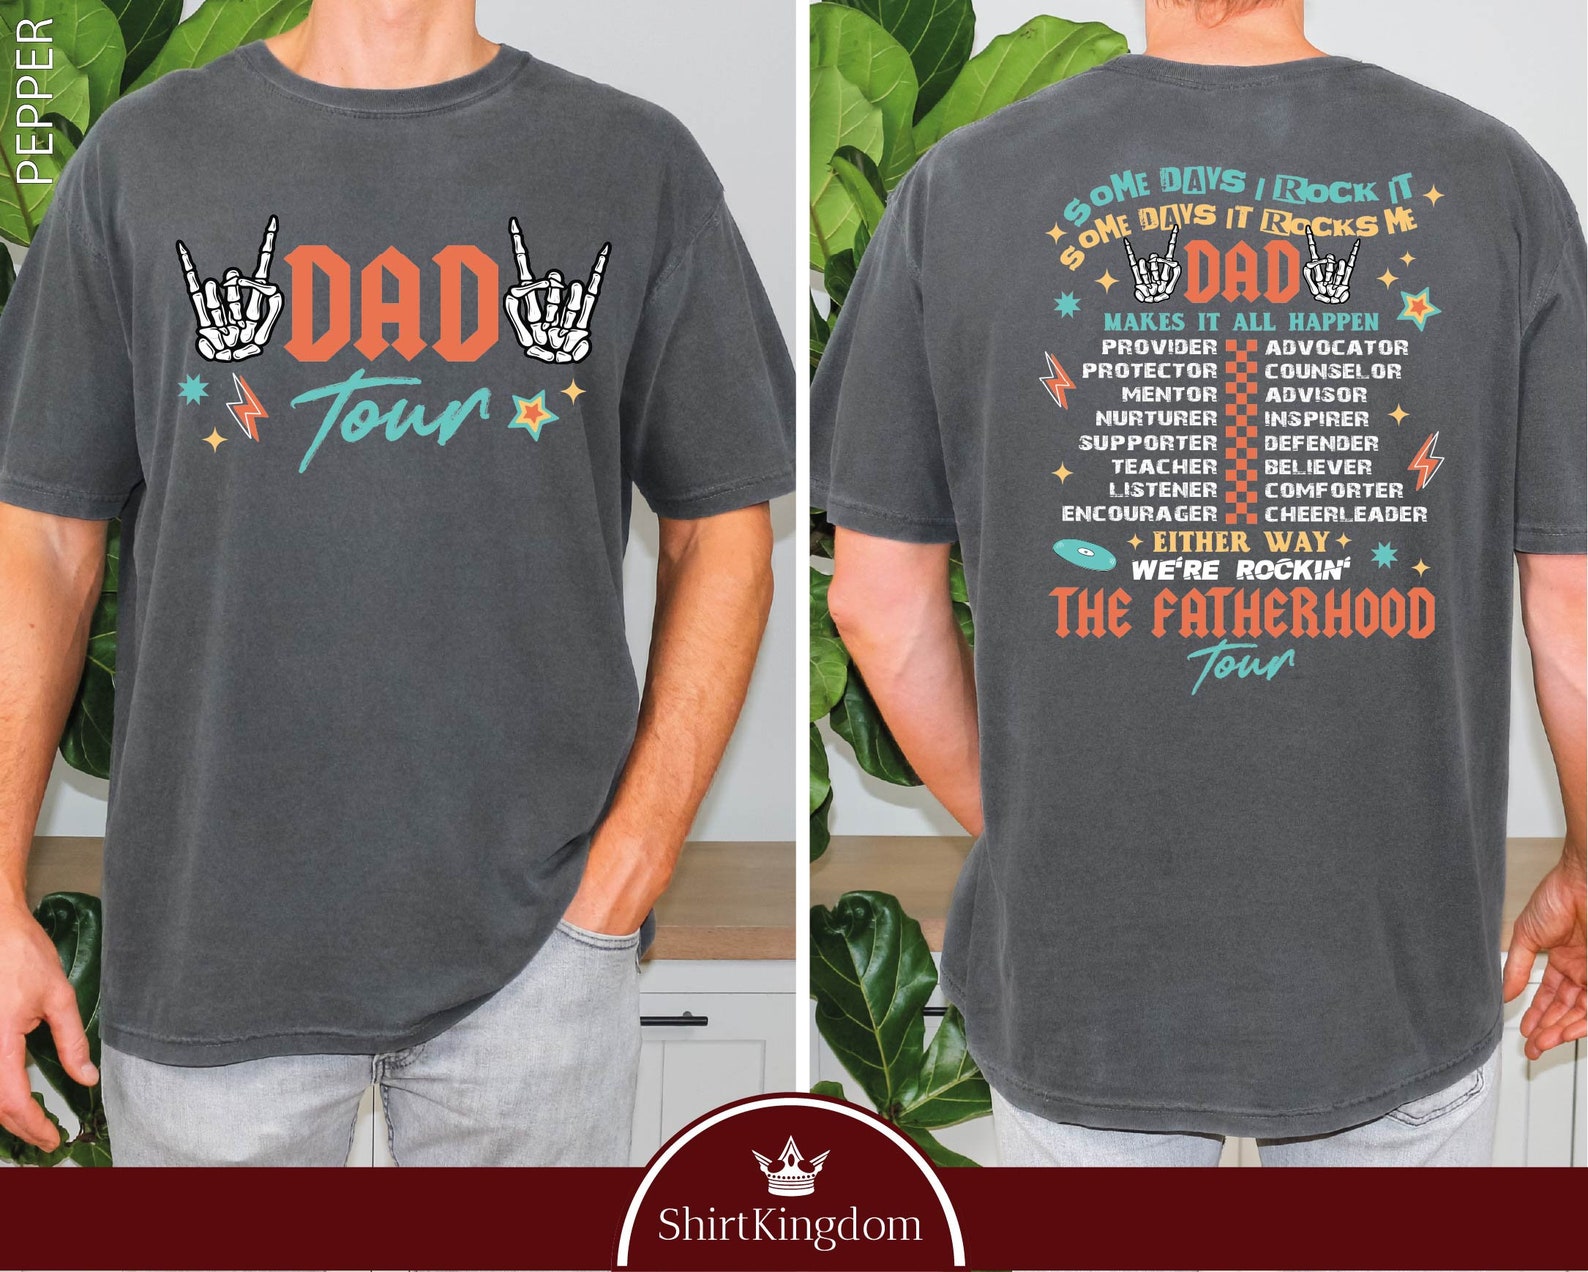 PEPPER
DAD
Tour
SOME DAYS I ROCK IT
SOME DAYS IT ROCKS ME
DAD
MAKES IT ALL HAPPEN
PROVIDER ADVOCATOR
PROTECTOR COUNSELOR
MENTOR ADVISOR
NURTURER INSPIRER
SUPPORTER DEFENDER
TEACHER BELIEVER
LISTENER COMFORTER
ENCOURAGER CHEERLEADER
EITHER WAY
WE'RE ROCKIN'
THE FATHERHOOD
Tour
ShirtKingdom